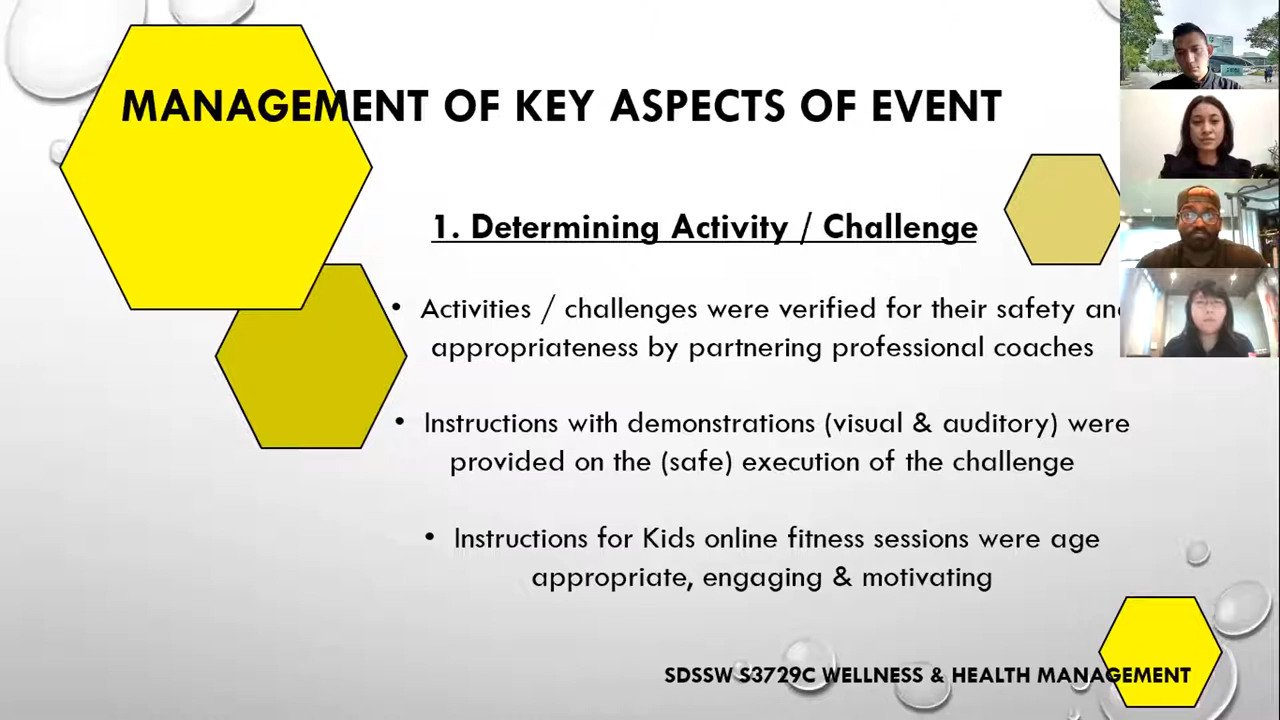 MANAGEMENT OF KEY ASPECTS OF EVENT
1. Determining Activity / Challenge
• Activities / challenges were verified for their safety and
appropriateness by partnering professional coaches
• Instructions with demonstrations (visual & auditory) were
provided on the (safe) execution of the challenge
• Instructions for Kids online fitness sessions were age
appropriate, engaging & motivating
SDSSW S3729C WELLNESS & HEALTH MANAGEMENT